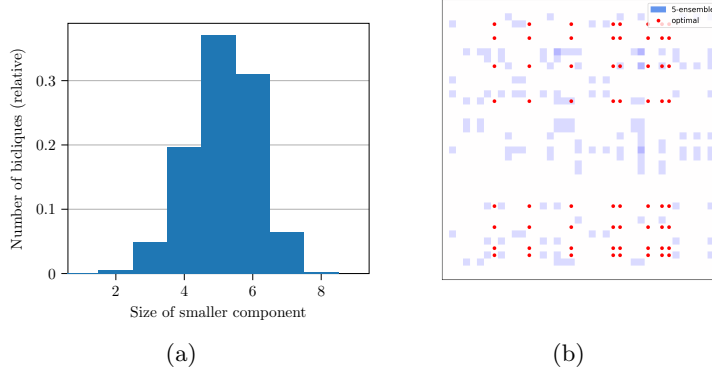 Number of bicliques (relative)
0.3
0.2
0.1
0
2 4 6 8
Size of smaller component
(a)
5-ensemble
optimal
(b)